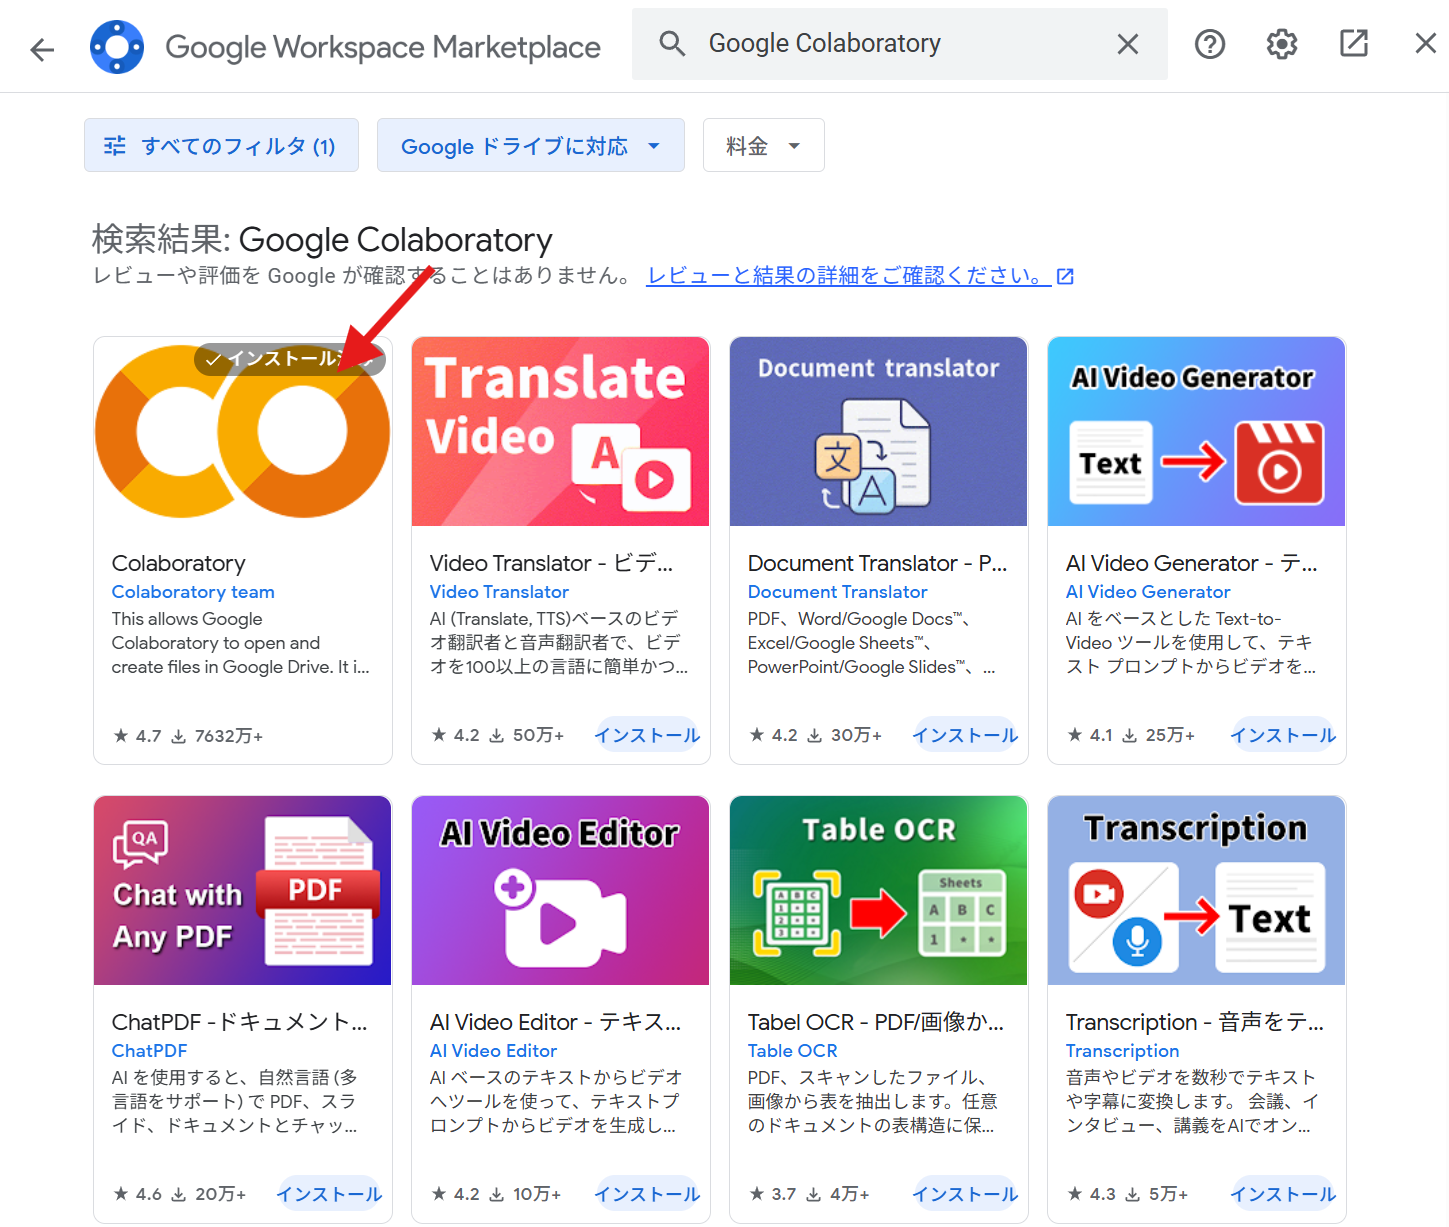 Google Workspace Marketplace
Google Colaboratory
すべてのフィルタ (1)
Google ドライブに対応
料金
検索結果: Google Colaboratory
レビューや評価を Google が確認することはありません。 レビューと結果の詳細をご確認ください。
インストール
Colaboratory
Colaboratory team
This allows Google
Colaboratory to open and
create files in Google Drive. It i...
4.7 7632万+
Translate
Video
A
Video Translator - ビデ...
Video Translator
AI (Translate, TTS)ベースのビデ
オ翻訳者と音声翻訳者で、ビデ
オを100以上の言語に簡単かつ...
4.2 50万+ インストール
Document translator
文
A
Document Translator - P...
Document Translator
PDF、Word/Google Docs™、
Excel/Google Sheets™、
PowerPoint/Google Slides™、...
4.2 30万+ インストール
AI Video Generator
Text
AI Video Generator - テ...
AI Video Generator
AI をベースとした Text-to-
Video ツールを使用して、テキ
スト プロンプトからビデオを...
4.1 25万+ インストール
QA
Chat with
Any PDF
PDF
ChatPDF -ドキュメント...
ChatPDF
AI を使用すると、自然言語 (多
言語をサポート) で PDF、スラ
イド、ドキュメントとチャッ...
4.6 20万+ インストール
AI Video Editor
AI Video Editor - テキス...
AI Video Editor
AI ベースのテキストからビデオ
へツールを使って、テキストプ
ロンプトからビデオを生成し...
4.2 10万+ インストール
Table OCR
A B C
1 * *
2 * *
3 * *
Sheets
A B C
1 * *
Tabel OCR - PDF/画像か...
Table OCR
PDF、スキャンしたファイル、
画像から表を抽出します。任意
のドキュメントの表構造に保...
3.7 4万+ インストール
Transcription
Text
Transcription - 音声をテ...
Transcription
音声やビデオを数秒でテキスト
や字幕に変換します。 会議、イ
ンタビュー、講義をAIでオン...
4.3 5万+ インストール